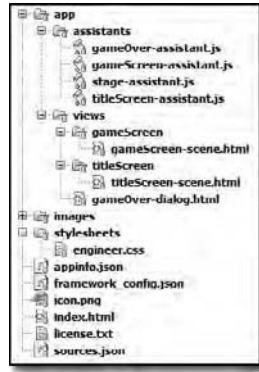 app
assistants
gameOver-assistant.js
gameScreen-assistant.js
stage-assistant.js
titleScreen-assistant.js
views
gameScreen
gameScreen-scene.html
titleScreen
titleScreen-scene.html
gameOver-dialog.html
images
stylesheets
engineer.css
appinfo.json
framework_config.json
icon.png
index.html
license.txt
sources.json